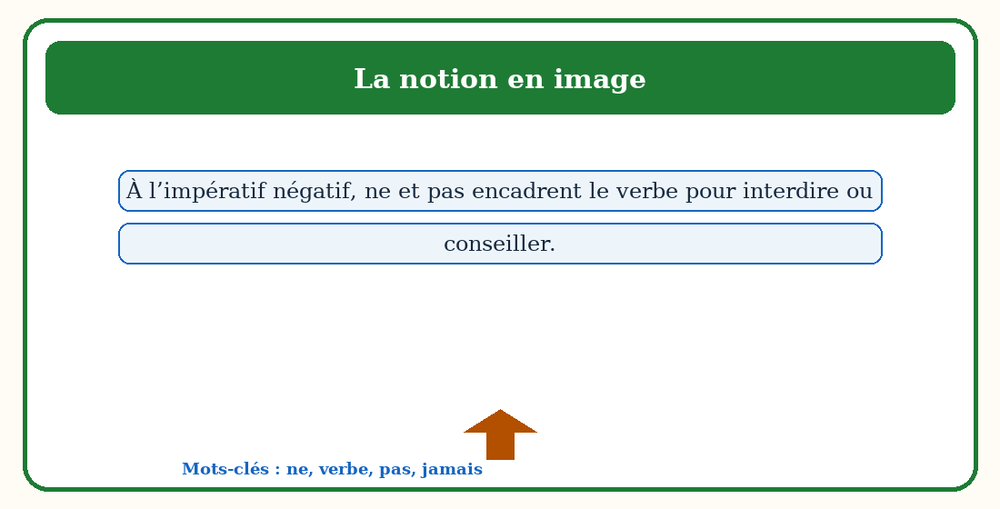 La notion en image
À l’impératif négatif, ne et pas encadrent le verbe pour interdire ou
conseiller.
Mots-clés : ne, verbe, pas, jamais